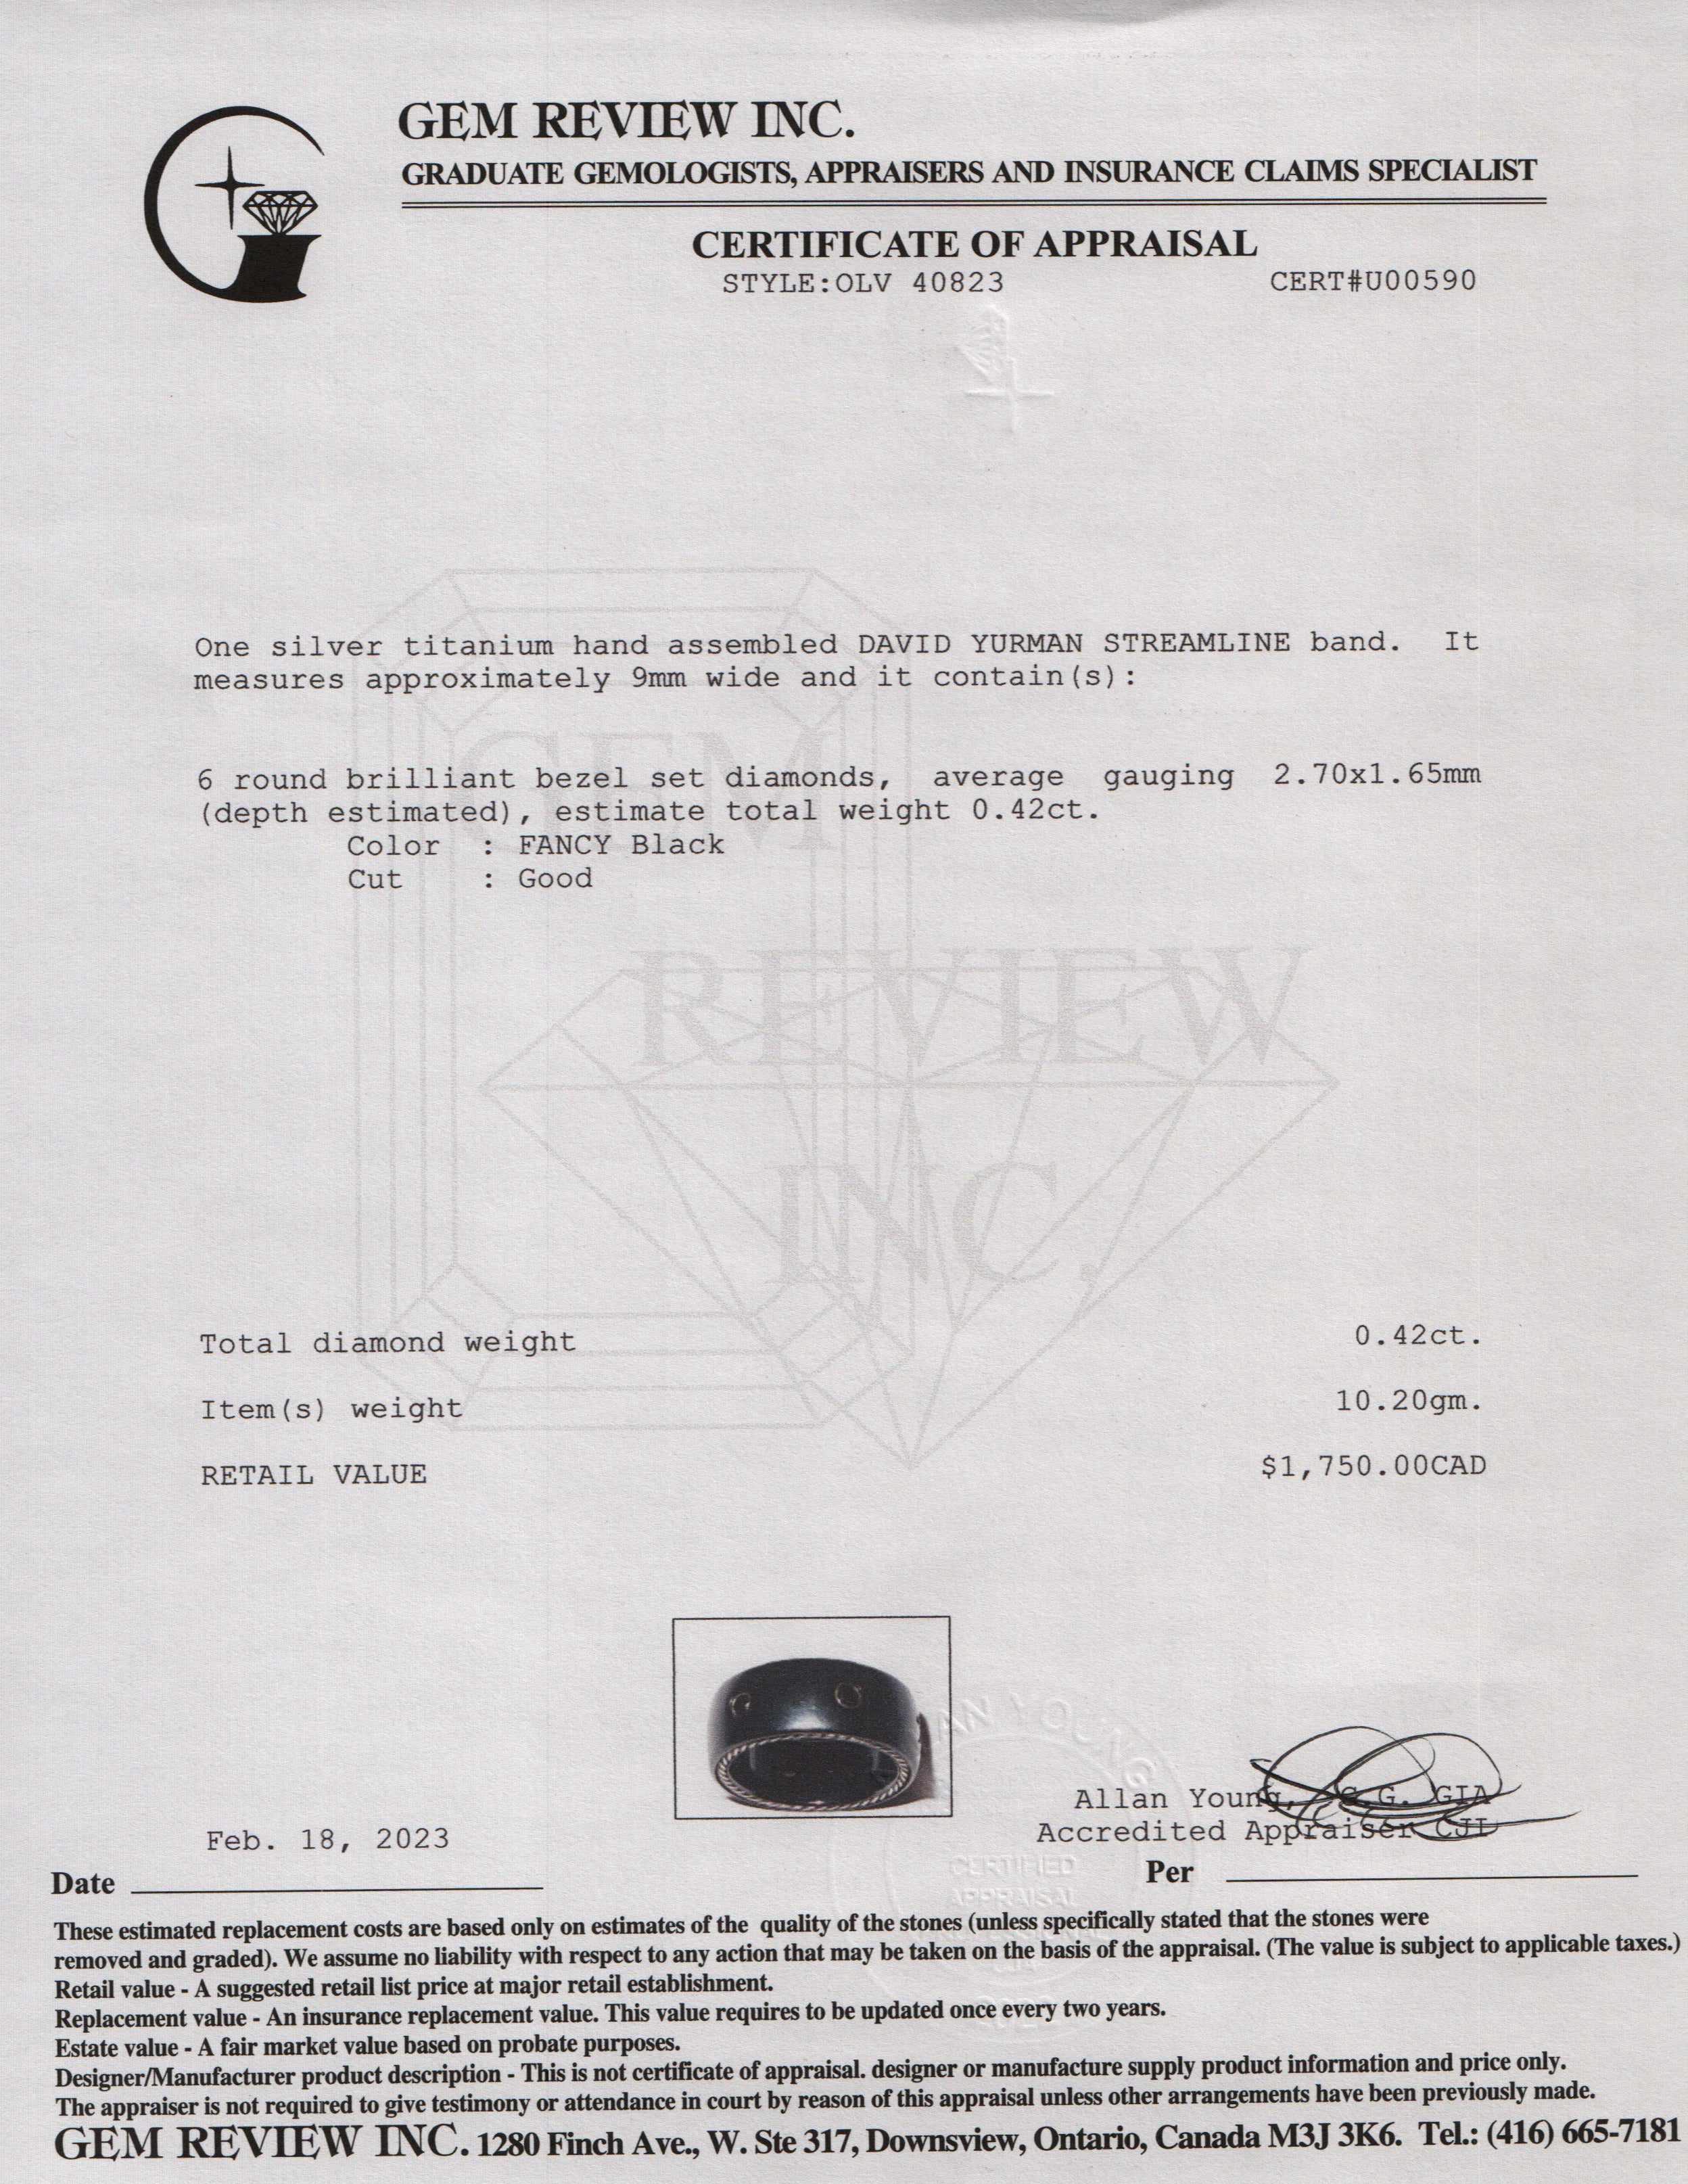 GEM REVIEW INC.
GRADUATE GEMOLOGISTS, APPRAISERS AND INSURANCE CLAIMS SPECIALIST
CERTIFICATE OF APPRAISAL
STYLE:OLV 40823 CERT#U00590
One silver titanium hand assembled DAVID YURMAN STREAMLINE band. It
measures approximately 9mm wide and it contain(s):
6 round brilliant bezel set diamonds, average gauging 2.70x1.65mm
(depth estimated), estimate total weight 0.42ct.
Color : FANCY Black
Cut : Good
GEM
REVIEW
INC.
Total diamond weight 0.42ct.
Item(s) weight 10.20gm.
RETAIL VALUE $1,750.00CAD
AN YOUNG
Allan Young, G.G. GIA
Accredited Appraiser CJI
Feb. 18, 2023
CERTIFIED
APPRAISAL
Date Per
These estimated replacement costs are based only on estimates of the quality of the stones (unless specifically stated that the stones were
removed and graded). We assume no liability with respect to any action that may be taken on the basis of the appraisal. (The value is subject to applicable taxes.)
Retail value - A suggested retail list price at major retail establishment.
Replacement value - An insurance replacement value. This value requires to be updated once every two years.
Estate value - A fair market value based on probate purposes.
Designer/Manufacturer product description - This is not certificate of appraisal. designer or manufacture supply product information and price only.
The appraiser is not required to give testimony or attendance in court by reason of this appraisal unless other arrangements have been previously made.
GEM REVIEW INC. 1280 Finch Ave., W. Ste 317, Downsview, Ontario, Canada M3J 3K6. Tel.: (416) 665-7181